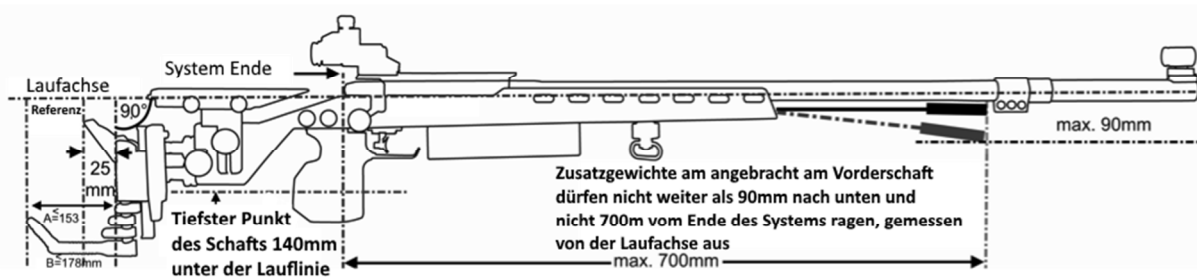 System Ende
Laufachse
Referenz
90°
max. 90mm
25
mm
Zusatzgewichte am angebracht am Vorderschaft
dürfen nicht weiter als 90mm nach unten und
nicht 700m vom Ende des Systems ragen, gemessen
von der Laufachse aus
A≤153
Tiefster Punkt
des Schafts 140mm
unter der Lauflinie
B≤178mm
max. 700mm